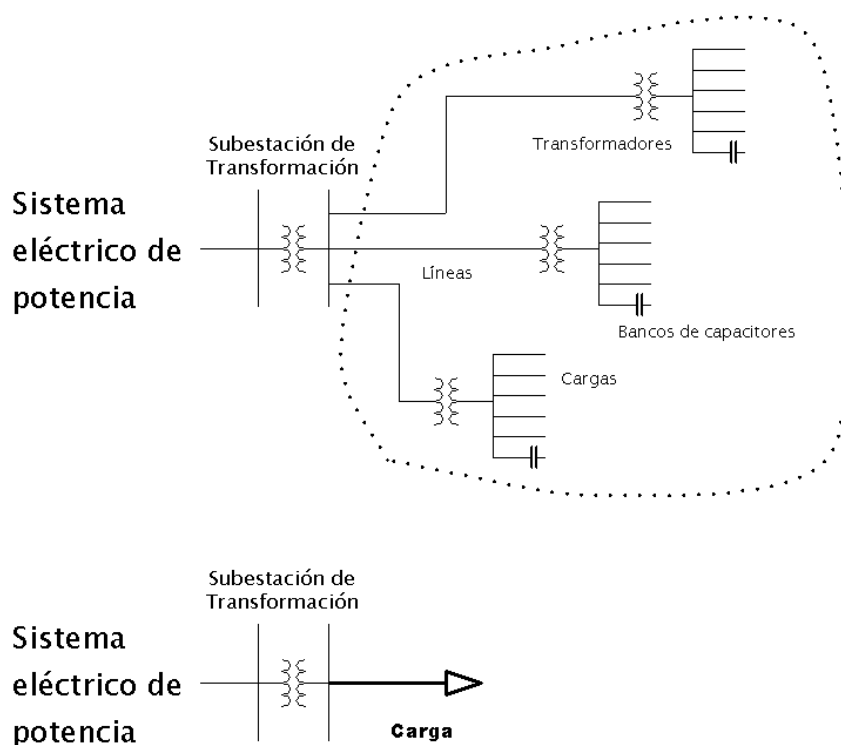 Subestación de
Transformación
Transformadores
Sistema
eléctrico de
potencia
Líneas
Bancos de capacitores
Cargas
Subestación de
Transformación
Sistema
eléctrico de
potencia
Carga